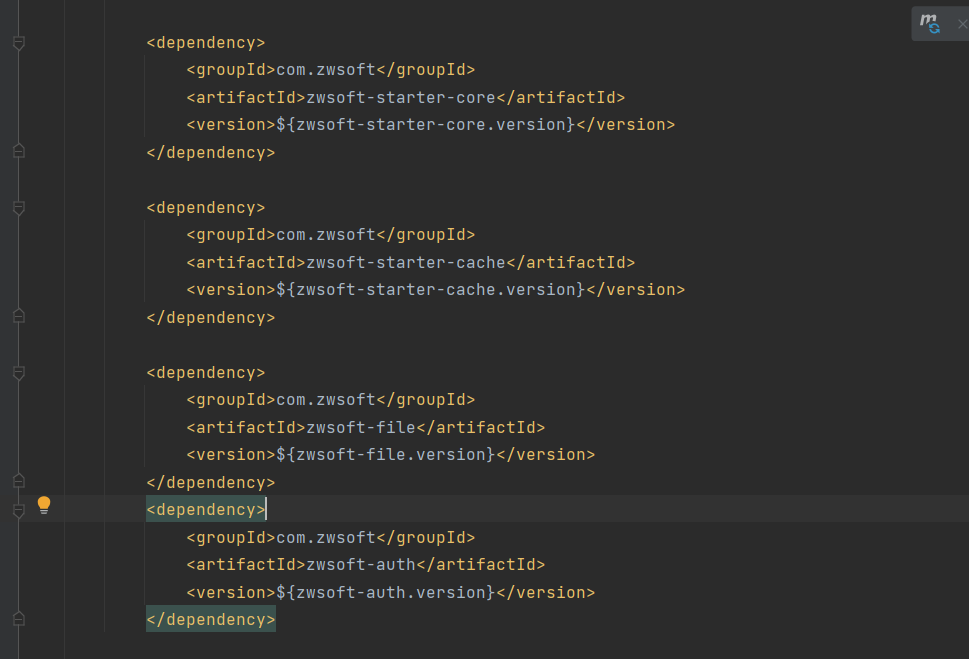 <dependency>
<groupId>com.zwsoft</groupId>
<artifactId>zwsoft-starter-core</artifactId>
<version>${zwsoft-starter-core.version}</version>
</dependency>
<dependency>
<groupId>com.zwsoft</groupId>
<artifactId>zwsoft-starter-cache</artifactId>
<version>${zwsoft-starter-cache.version}</version>
</dependency>
<dependency>
<groupId>com.zwsoft</groupId>
<artifactId>zwsoft-file</artifactId>
<version>${zwsoft-file.version}</version>
</dependency>
<dependency>
<groupId>com.zwsoft</groupId>
<artifactId>zwsoft-auth</artifactId>
<version>${zwsoft-auth.version}</version>
</dependency>